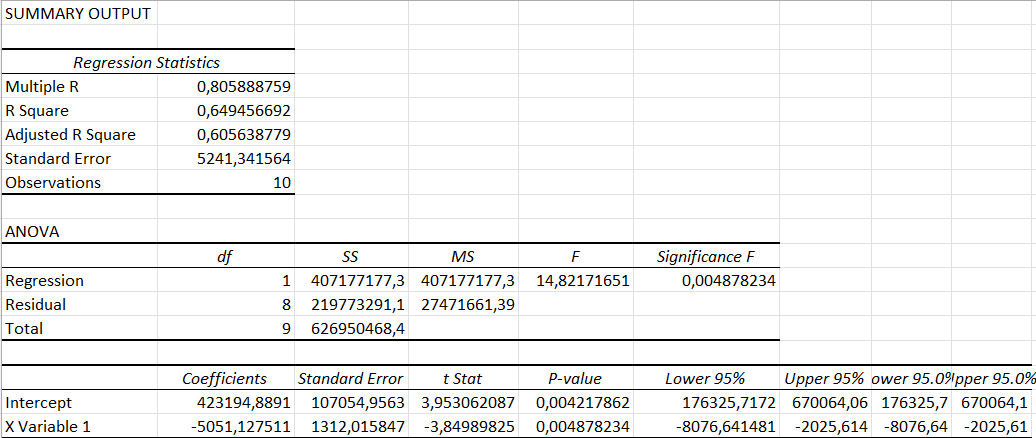 SUMMARY OUTPUT
Regression Statistics
Multiple R 0,805888759
R Square 0,649456692
Adjusted R Square 0,605638779
Standard Error 5241,341564
Observations 10
ANOVA
df SS MS F Significance F
Regression 1 407177177,3 407177177,3 14,82171651 0,004878234
Residual 8 219773291,1 27471661,39
Total 9 626950468,4
Coefficients Standard Error t Stat P-value Lower 95% Upper 95% ower 95.0% pper 95.0%
Intercept 423194,8891 107054,9563 3,953062087 0,004217862 176325,7172 670064,06 176325,7 670064,1
X Variable 1 -5051,127511 1312,015847 -3,84989825 0,004878234 -8076,641481 -2025,614 -8076,64 -2025,61